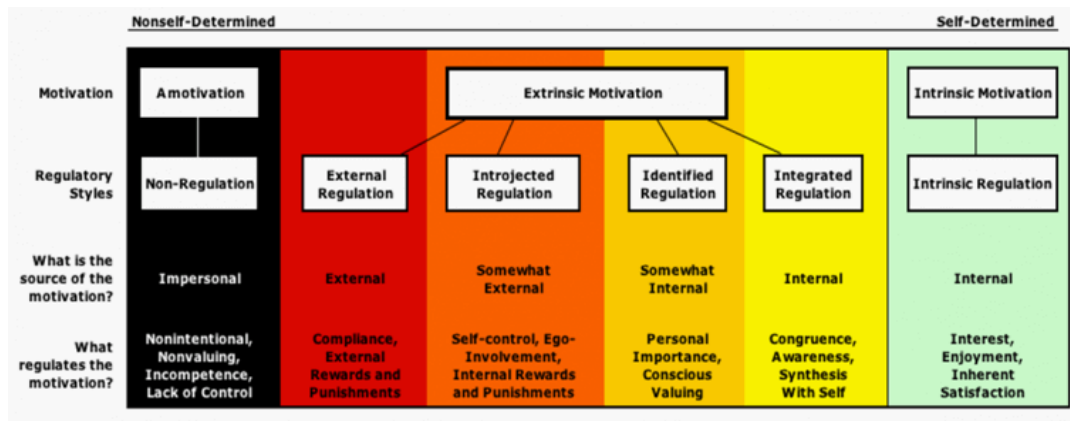 Nonself-Determined Self-Determined
Motivation
Amotivation
Extrinsic Motivation
Intrinsic Motivation
Regulatory
Styles
Non-Regulation
External
Regulation
Introjected
Regulation
Identified
Regulation
Integrated
Regulation
Intrinsic Regulation
What is the
source of the
motivation?
Impersonal
External
Somewhat
External
Somewhat
Internal
Internal
Internal
What
regulates the
motivation?
Nonintentional,
Nonvaluing,
Incompetence,
Lack of Control
Compliance,
External
Rewards and
Punishments
Self-control, Ego-
Involvement,
Internal Rewards
and Punishments
Personal
Importance,
Conscious
Valuing
Congruence,
Awareness,
Synthesis
With Self
Interest,
Enjoyment,
Inherent
Satisfaction